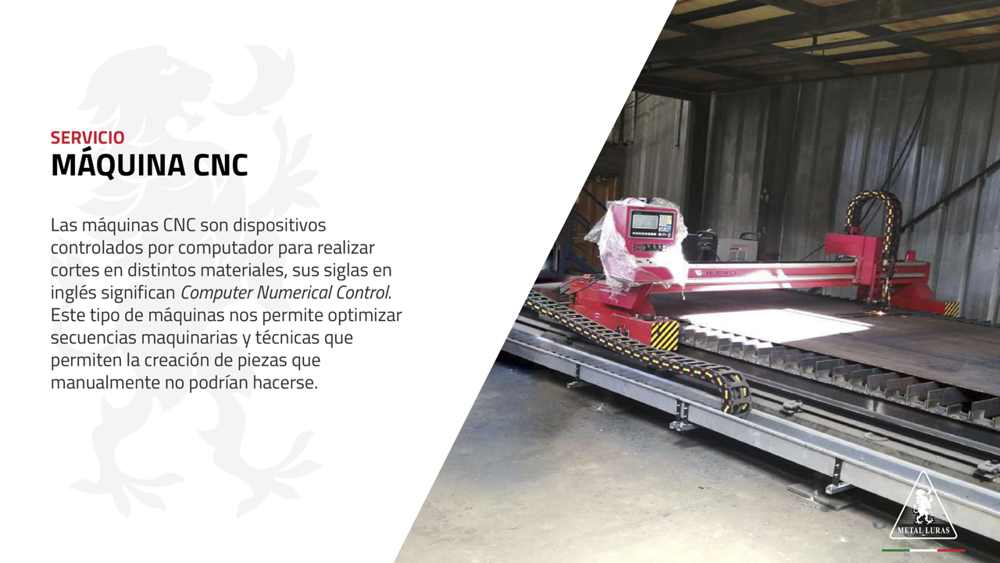 SERVICIO
MÁQUINA CNC
Las máquinas CNC son dispositivos
controlados por computador para realizar
cortes en distintos materiales, sus siglas en
inglés significan Computer Numerical Control.
Este tipo de máquinas nos permite optimizar
secuencias maquinarias y técnicas que
permiten la creación de piezas que
manualmente no podrían hacerse.
HUAWEI
METAL LURAS